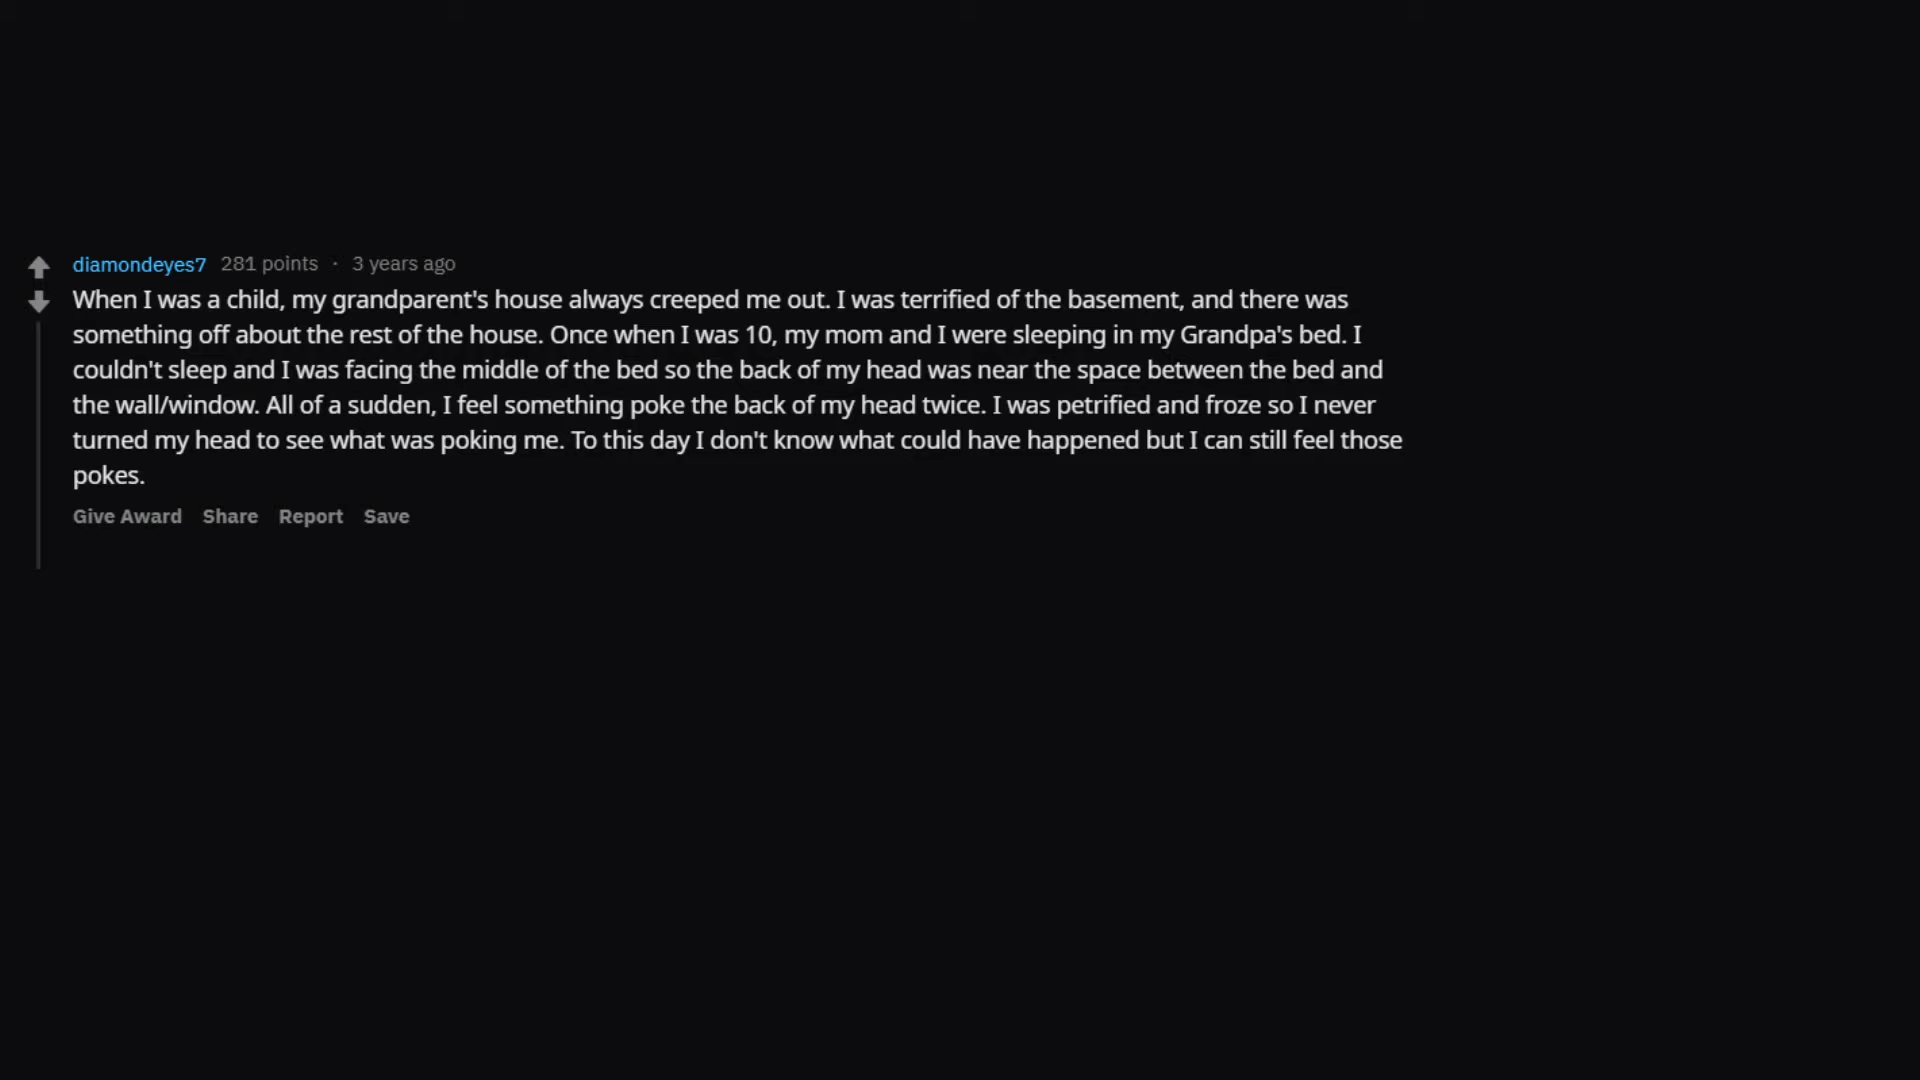 diamondeyes7 281 points · 3 years ago
When I was a child, my grandparent's house always creeped me out. I was terrified of the basement, and there was
something off about the rest of the house. Once when I was 10, my mom and I were sleeping in my Grandpa's bed. I
couldn't sleep and I was facing the middle of the bed so the back of my head was near the space between the bed and
the wall/window. All of a sudden, I feel something poke the back of my head twice. I was petrified and froze so I never
turned my head to see what was poking me. To this day I don't know what could have happened but I can still feel those
pokes.
Give Award Share Report Save